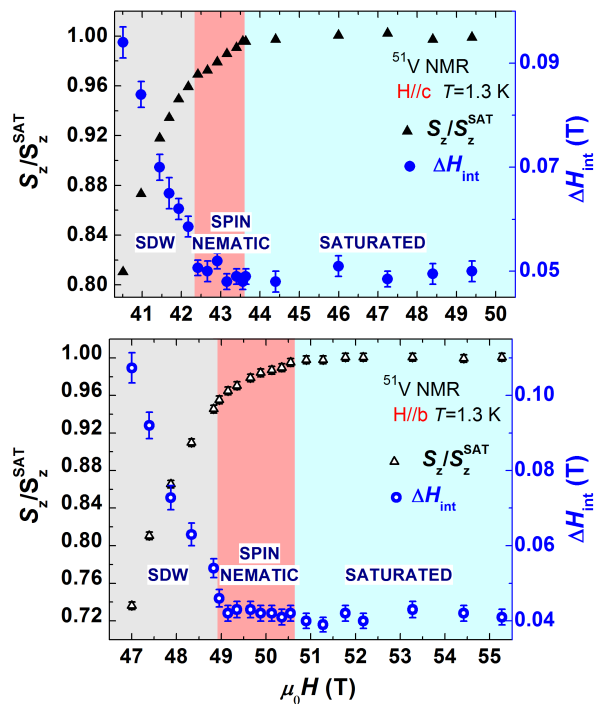 1.00
0.96
0.92
0.88
0.84
0.80
S_z/S_z^SAT
⁵¹V NMR
H//c T=1.3 K
S_z/S_z^SAT
ΔH_int
SDW
SPIN
NEMATIC
SATURATED
0.09
0.07
0.05
ΔH_int (T)
41 42 43 44 45 46 47 48 49 50
1.00
0.96
0.92
0.88
0.84
0.80
0.76
0.72
S_z/S_z^SAT
⁵¹V NMR
H//b T=1.3 K
S_z/S_z^SAT
ΔH_int
SDW
SPIN
NEMATIC
SATURATED
0.10
0.08
0.06
0.04
ΔH_int (T)
47 48 49 50 51 52 53 54 55
μ₀H (T)